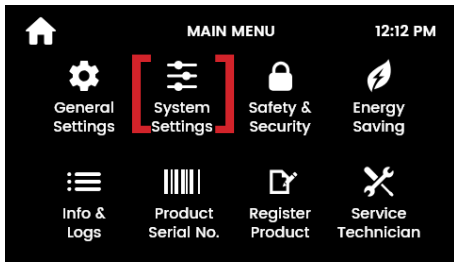 MAIN MENU 12:12 PM
General Settings
System Settings
Safety & Security
Energy Saving
Info & Logs
Product Serial No.
Register Product
Service Technician